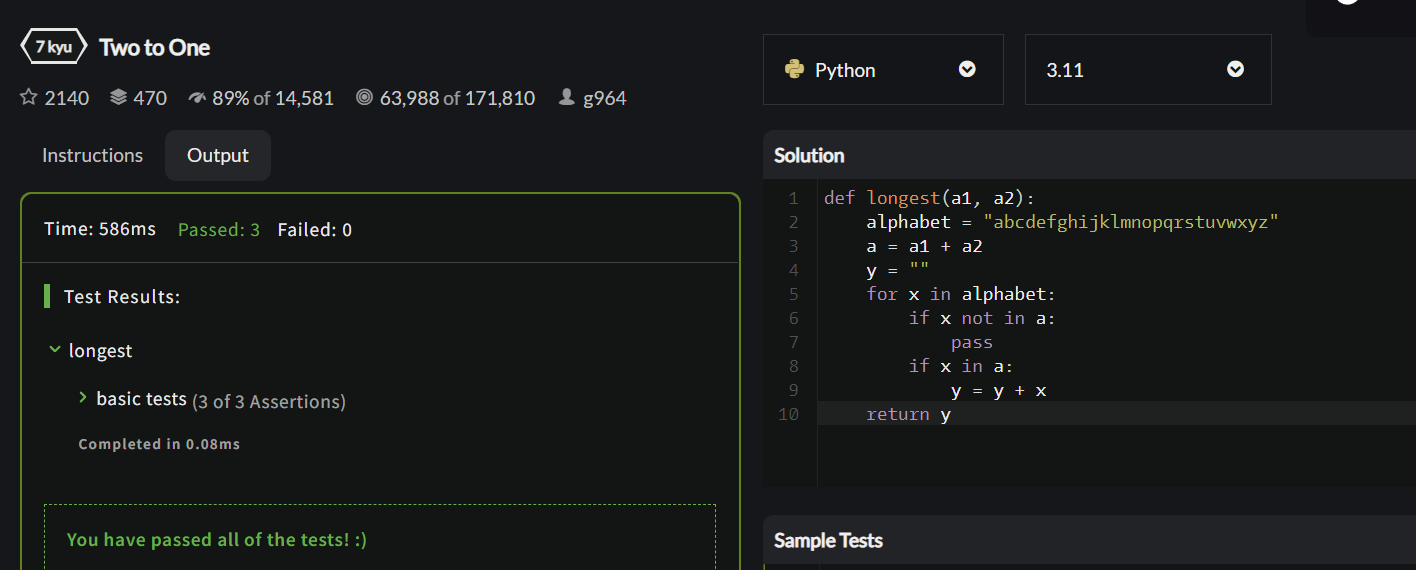 7 kyu Two to One
2140 470 89% of 14,581 63,988 of 171,810 g964
Instructions Output
Time: 586ms Passed: 3 Failed: 0
Test Results:
longest
basic tests (3 of 3 Assertions)
Completed in 0.08ms
You have passed all of the tests! :)
Python 3.11
Solution
1 def longest(a1, a2):
2     alphabet = "abcdefghijklmnopqrstuvwxyz"
3     a = a1 + a2
4     y = ""
5     for x in alphabet:
6         if x not in a:
7             pass
8         if x in a:
9             y = y + x
10     return y
Sample Tests